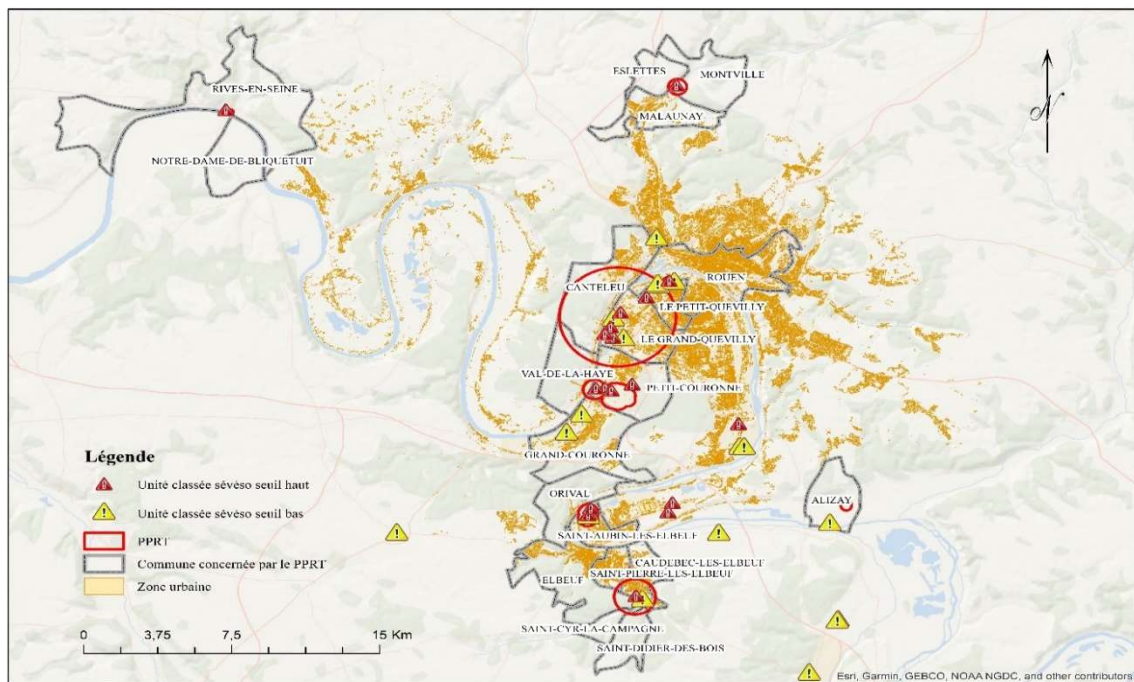 ESLETTES
MONTVILLE
RIVES-EN-SEINE
MALAUNAY
NOTRE-DAME-DE-BLIQUETUIT
ROUEN
CANTELEU
LE PETIT-QUEVILLY
LE GRAND-QUEVILLY
VAL-DE-LA-HAYE
PETIT-COURONNE
GRAND-COURONNE
ORIVAL
ALIZAY
SAINT-AUBIN-LES-ELBEUF
CAUDEBEC-LES-ELBEUF
SAINT-PIERRE-LES-ELBEUF
ELBEUF
SAINT-CYR-LA-CAMPAGNE
SAINT-DIDIER-DES-BOIS
Légende
Unité classée sévéso seuil haut
Unité classée sévéso seuil bas
PPRT
Commune concernée par le PPRT
Zone urbaine
0 3,75 7,5 15 Km
Esri, Garmin, GEBCO, NOAA NGDC, and other contributors